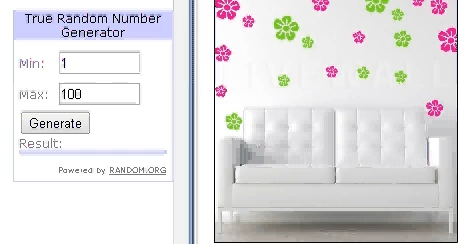 True Random Number
Generator
Min: 1
Max: 100
Generate
Result:
Powered by RANDOM.ORG